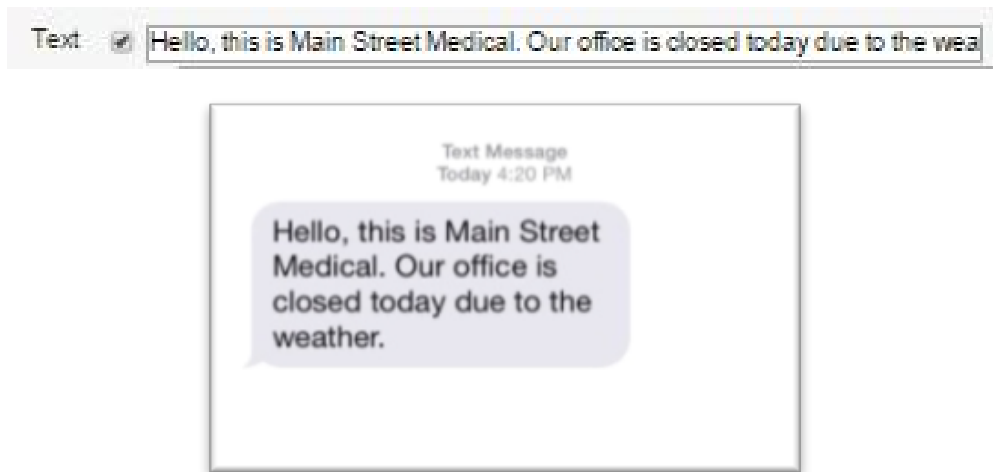 Text Hello, this is Main Street Medical. Our office is closed today due to the wea
Text Message
Today 4:20 PM
Hello, this is Main Street
Medical. Our office is
closed today due to the
weather.